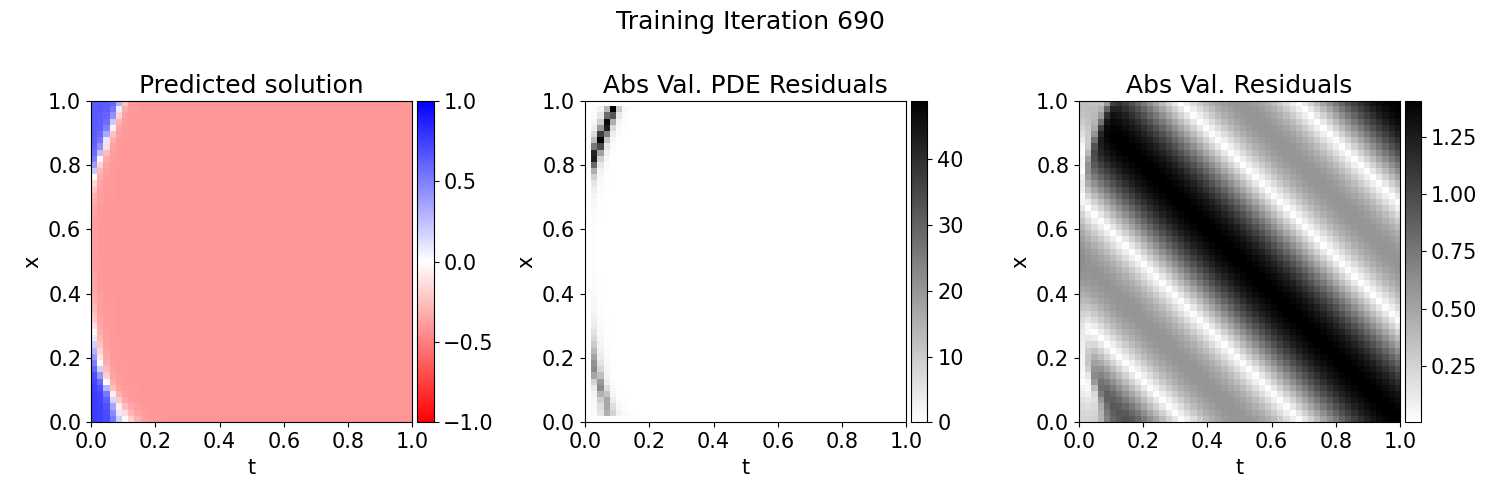 Training Iteration 690
Predicted solution
Abs Val. PDE Residuals
Abs Val. Residuals
1.0
0.8
0.6
0.4
0.2
0.0
x
0.0 0.2 0.4 0.6 0.8 1.0
t
1.0
0.5
0.0
−0.5
−1.0
1.0
0.8
0.6
0.4
0.2
0.0
x
0.0 0.2 0.4 0.6 0.8 1.0
t
40
30
20
10
0
1.0
0.8
0.6
0.4
0.2
0.0
x
0.0 0.2 0.4 0.6 0.8 1.0
t
1.25
1.00
0.75
0.50
0.25